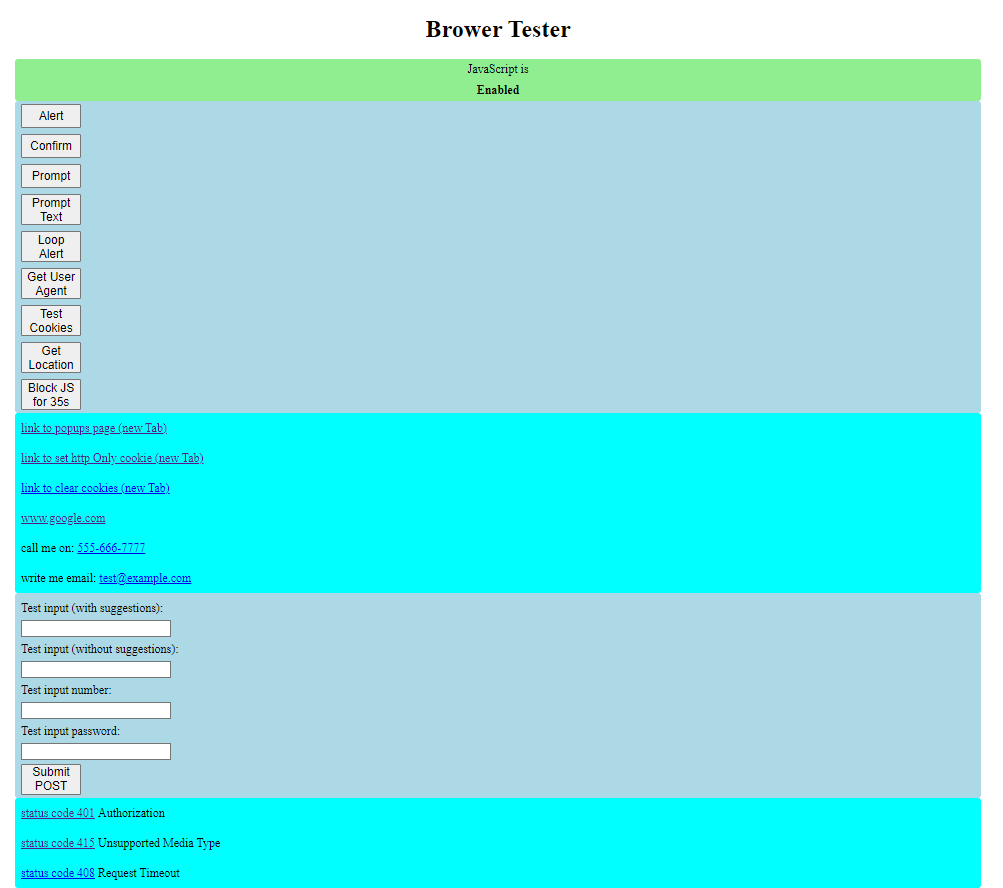 Brower Tester
JavaScript is
Enabled
Alert
Confirm
Prompt
Prompt
Text
Loop
Alert
Get User
Agent
Test
Cookies
Get
Location
Block JS
for 35s
link to popups page (new Tab)
link to set http Only cookie (new Tab)
link to clear cookies (new Tab)
www.google.com
call me on: 555-666-7777
write me email: test@example.com
Test input (with suggestions):
Test input (without suggestions):
Test input number:
Test input password:
Submit
POST
status code 401 Authorization
status code 415 Unsupported Media Type
status code 408 Request Timeout